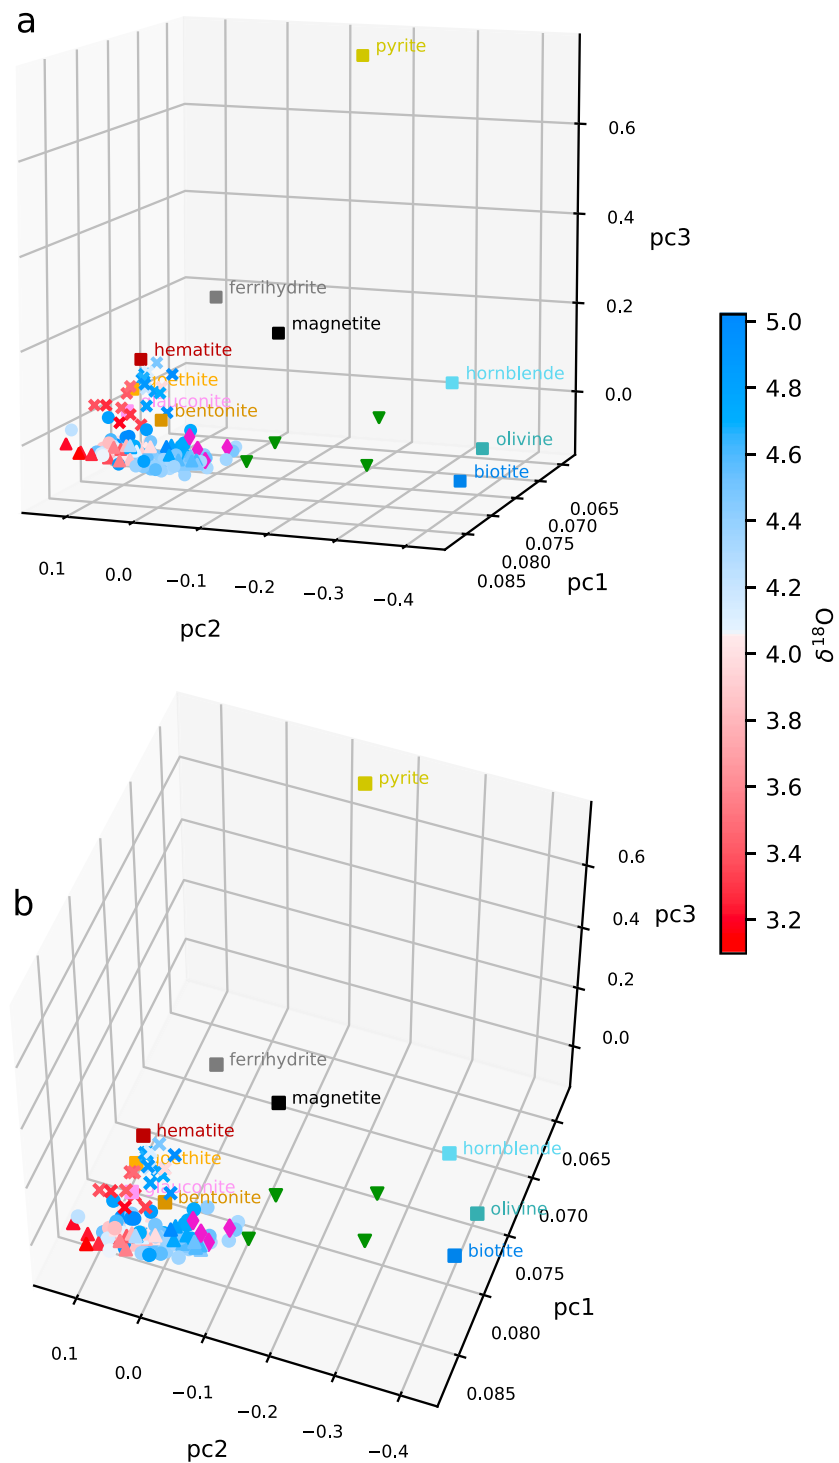 a
pyrite
0.6
0.4
pc3
ferrihydrite
0.2
magnetite
hematite
hornblende
0.0
goethite
glauconite
bentonite
olivine
biotite
0.065
0.070
0.075
0.080
0.085
pc1
0.1
0.0
−0.1
−0.2
−0.3
−0.4
pc2
5.0
4.8
4.6
4.4
4.2
4.0
3.8
3.6
3.4
3.2
δ¹⁸O
b
pyrite
0.6
0.4
pc3
0.2
0.0
ferrihydrite
magnetite
hematite
hornblende
goethite
0.065
glauconite
bentonite
olivine
0.070
biotite
0.075
pc1
0.080
0.085
0.1
0.0
−0.1
−0.2
−0.3
−0.4
pc2